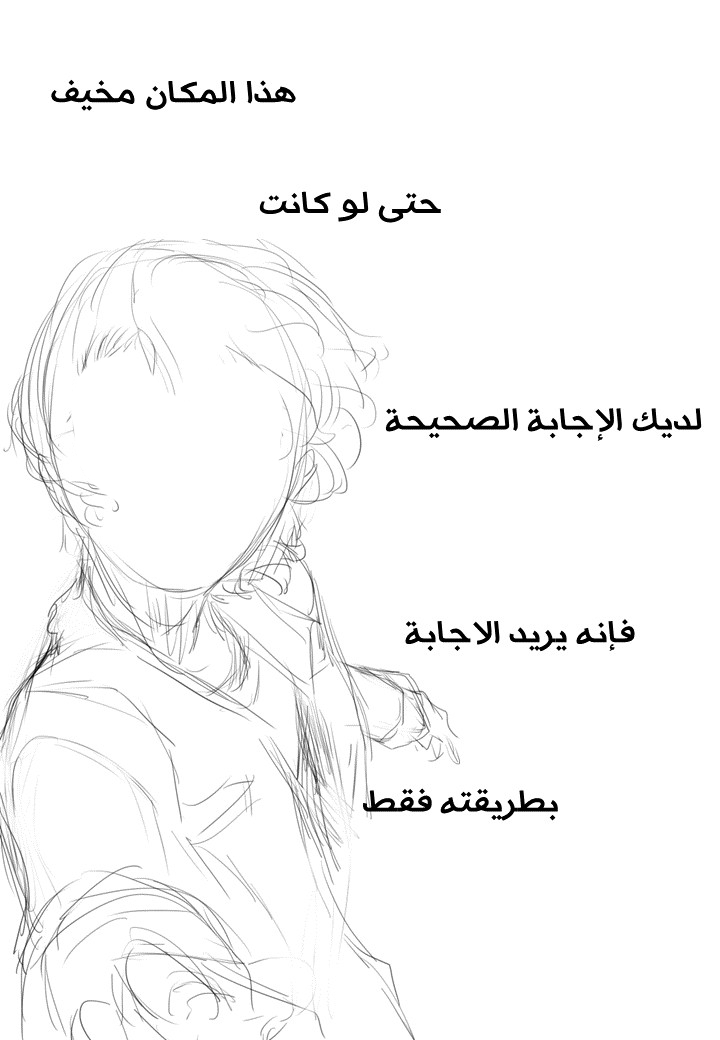 هذا المكان مخيف
حتى لو كانت
لديك الإجابة الصحيحة
فإنه يريد الاجابة
بطريقته فقط